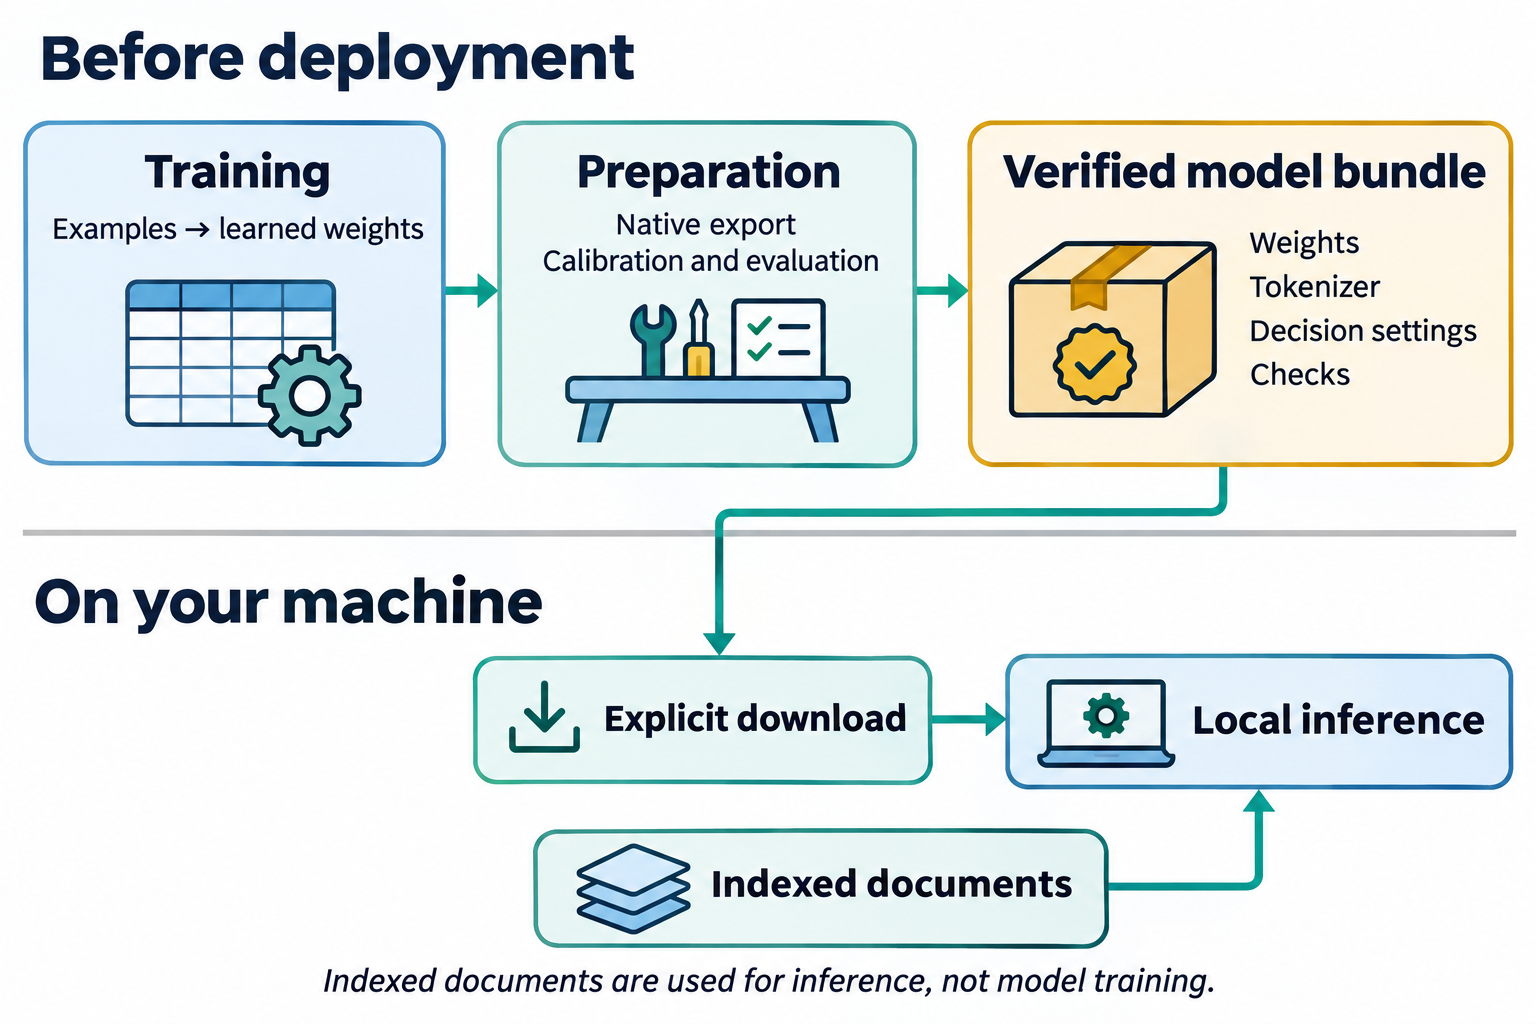 Before deployment
Training
Examples → learned weights
Preparation
Native export
Calibration and evaluation
Verified model bundle
Weights
Tokenizer
Decision settings
Checks
On your machine
Explicit download
Local inference
Indexed documents
Indexed documents are used for inference, not model training.